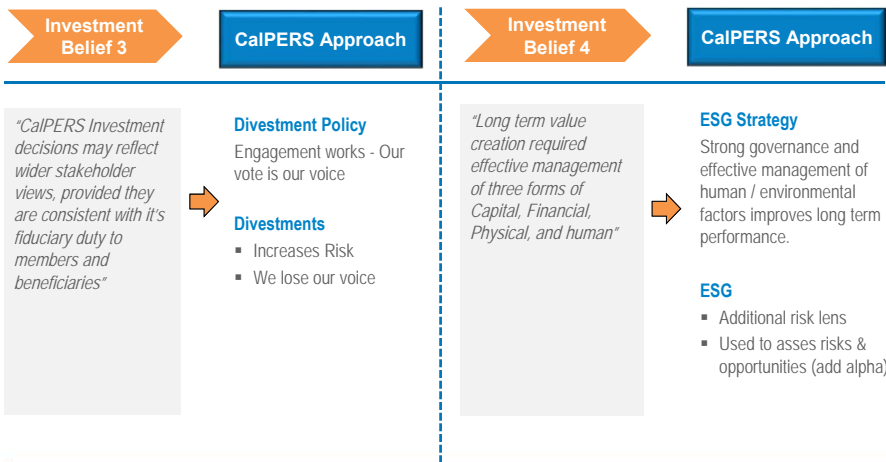 Investment
Belief 3
CalPERS Approach
"CalPERS Investment
decisions may reflect
wider stakeholder
views, provided they
are consistent with it's
fiduciary duty to
members and
beneficiaries"
Divestment Policy
Engagement works - Our
vote is our voice
Divestments
▪ Increases Risk
▪ We lose our voice
Investment
Belief 4
CalPERS Approach
"Long term value
creation required
effective management
of three forms of
Capital, Financial,
Physical, and human"
ESG Strategy
Strong governance and
effective management of
human / environmental
factors improves long term
performance.
ESG
▪ Additional risk lens
▪ Used to asses risks &
opportunities (add alpha)